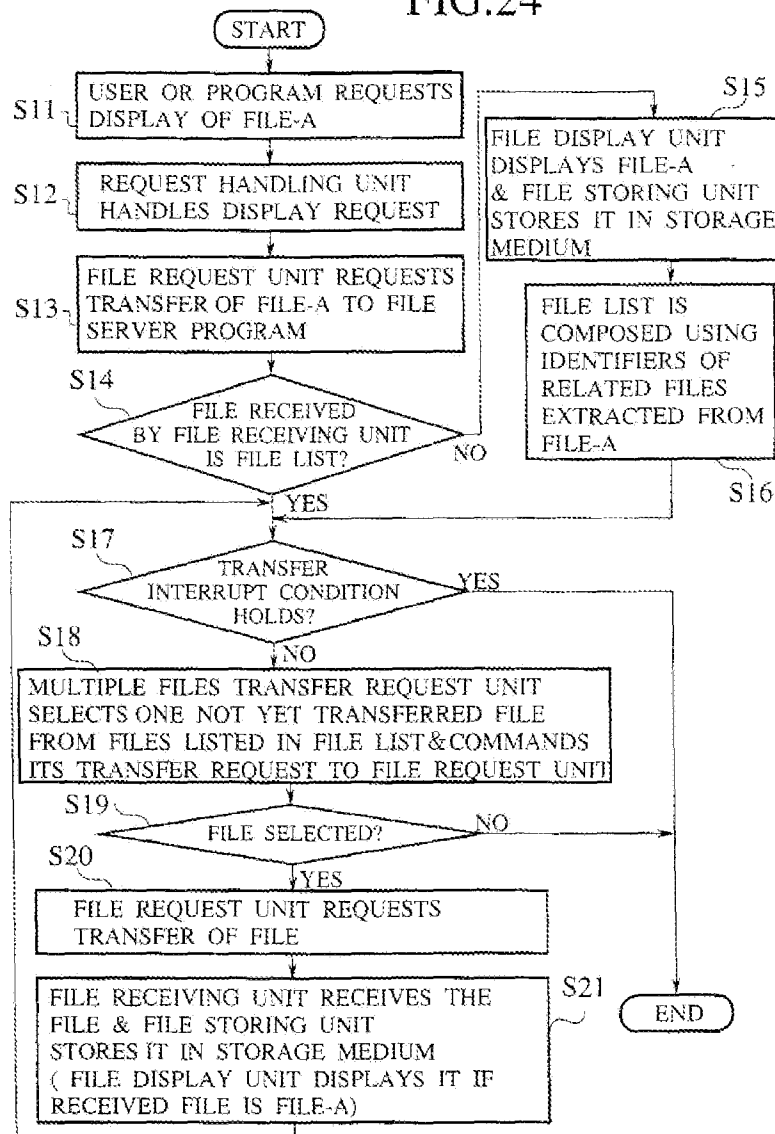 FIG.24
START
S11
USER OR PROGRAM REQUESTS
DISPLAY OF FILE-A
S12
REQUEST HANDLING UNIT
HANDLES DISPLAY REQUEST
S13
FILE REQUEST UNIT REQUESTS
TRANSFER OF FILE-A TO FILE
SERVER PROGRAM
S14
FILE RECEIVED
BY FILE RECEIVING UNIT
IS FILE LIST?
NO
YES
S15
FILE DISPLAY UNIT
DISPLAYS FILE-A
& FILE STORING UNIT
STORES IT IN STORAGE
MEDIUM
FILE LIST IS
COMPOSED USING
IDENTIFIERS OF
RELATED FILES
EXTRACTED FROM
FILE-A
S16
S17
TRANSFER
INTERRUPT CONDITION
HOLDS?
YES
NO
S18
MULTIPLE FILES TRANSFER REQUEST UNIT
SELECTS ONE NOT YET TRANSFERRED FILE
FROM FILES LISTED IN FILE LIST&COMMANDS
ITS TRANSFER REQUEST TO FILE REQUEST UNIT
S19
FILE SELECTED?
NO
YES
S20
FILE REQUEST UNIT REQUESTS
TRANSFER OF FILE
S21
FILE RECEIVING UNIT RECEIVES THE
FILE & FILE STORING UNIT
STORES IT IN STORAGE MEDIUM
( FILE DISPLAY UNIT DISPLAYS IT IF
RECEIVED FILE IS FILE-A)
END